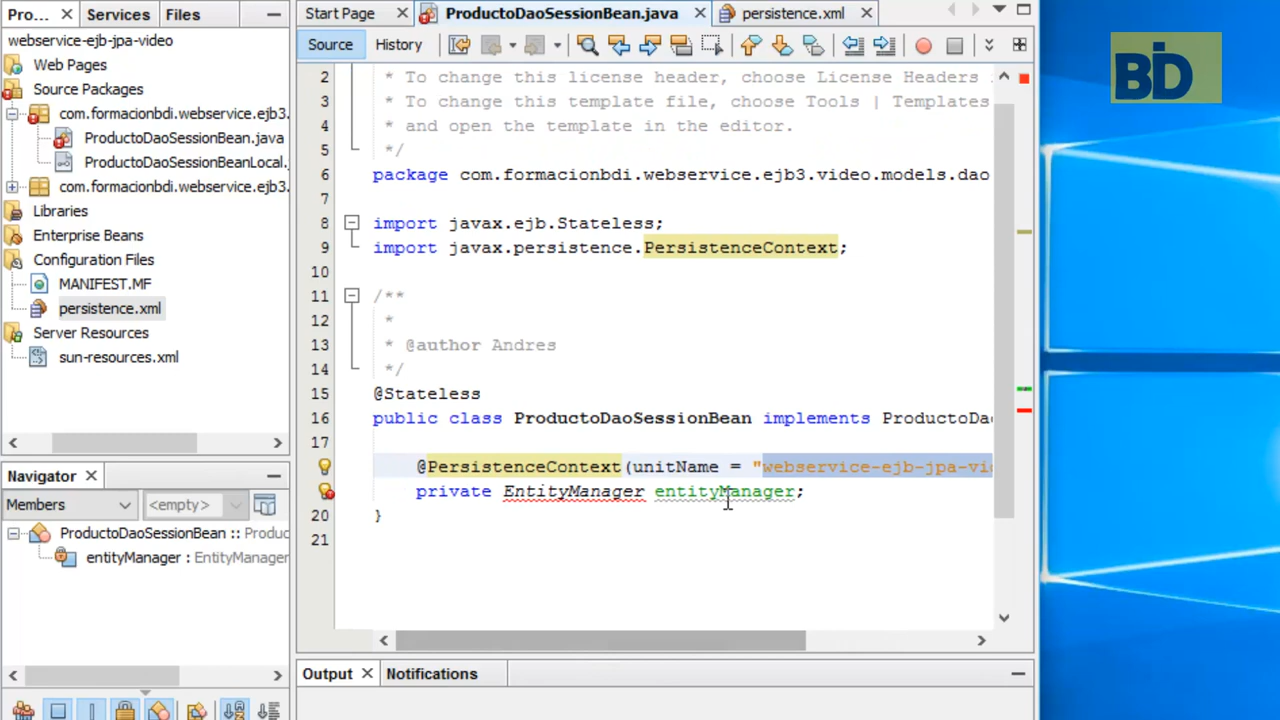 Pro...
Services
Files
webservice-ejb-jpa-video
Web Pages
Source Packages
com.formacionbdi.webservice.ejb3.
ProductoDaoSessionBean.java
ProductoDaoSessionBeanLocal.
com.formacionbdi.webservice.ejb3.
Libraries
Enterprise Beans
Configuration Files
MANIFEST.MF
persistence.xml
Server Resources
sun-resources.xml
Navigator
Members
<empty>
ProductoDaoSessionBean :: Produc
entityManager : EntityManager
Start Page
ProductoDaoSessionBean.java
persistence.xml
Source
History
2 * To change this license header, choose License Headers
3 * To change this template file, choose Tools | Templates
4 * and open the template in the editor.
5 */
6 package com.formacionbdi.webservice.ejb3.video.models.dao
7
8 import javax.ejb.Stateless;
9 import javax.persistence.PersistenceContext;
10
11 /**
12 *
13 * @author Andres
14 */
15 @Stateless
16 public class ProductoDaoSessionBean implements ProductoDa
17
@PersistenceContext(unitName = "webservice-ejb-jpa-vi
private EntityManager entityManager;
20 }
21
Output
Notifications
BDI